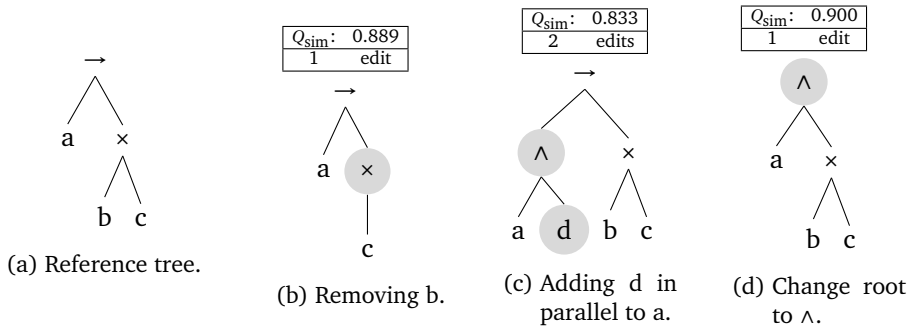 →
a
×
b c
(a) Reference tree.
Q_sim: 0.889
1 edit
→
a ×
c
(b) Removing b.
Q_sim: 0.833
2 edits
→
∧ ×
a d b c
(c) Adding d in
parallel to a.
Q_sim: 0.900
1 edit
∧
a ×
b c
(d) Change root
to ∧.